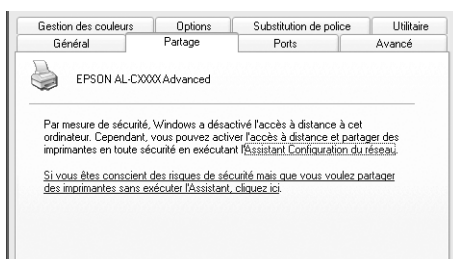 Gestion des couleurs Options Substitution de police Utilitaire
Général Partage Ports Avancé
EPSON AL-CXXXX Advanced
Par mesure de sécurité, Windows a désactivé l'accès à distance à cet
ordinateur. Cependant, vous pouvez activer l'accès à distance et partager des
imprimantes en toute sécurité en exécutant l'Assistant Configuration du réseau.
Si vous êtes conscient des risques de sécurité mais que vous voulez partager
des imprimantes sans exécuter l'Assistant, cliquez ici.